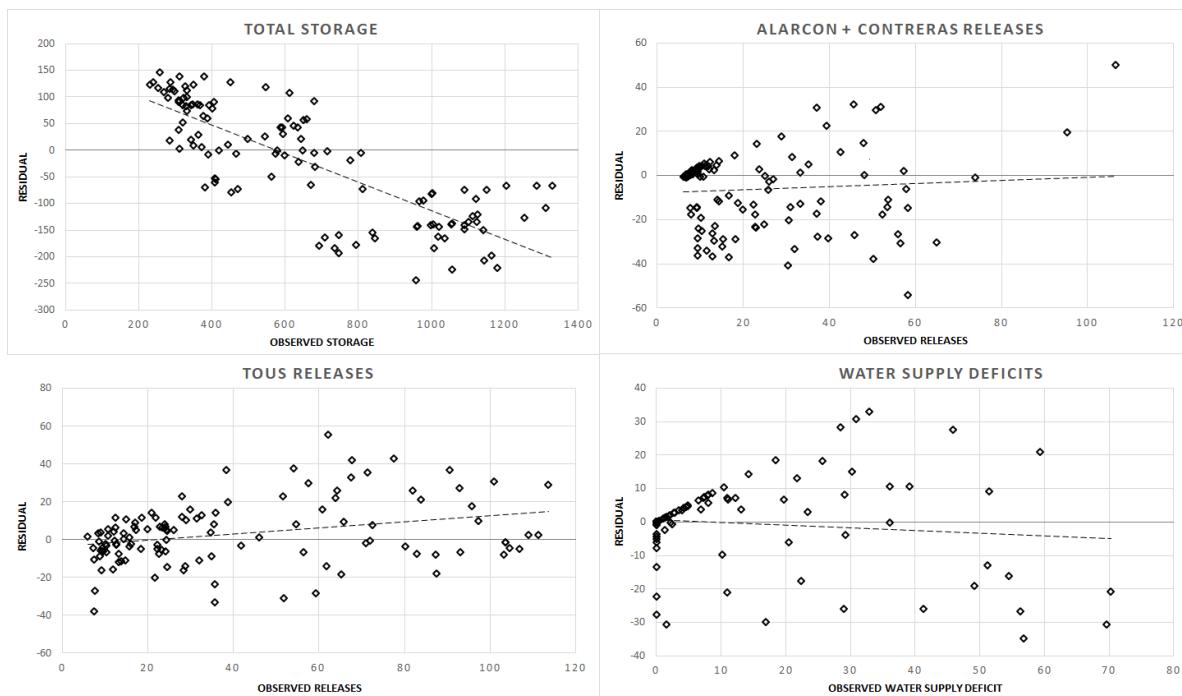 TOTAL STORAGE
RESIDUAL
200
150
100
50
0
-50
-100
-150
-200
-250
-300
0 200 400 600 800 1000 1200 1400
OBSERVED STORAGE
ALARCON + CONTRERAS RELEASES
RESIDUAL
60
40
20
0
-20
-40
-60
0 20 40 60 80 100 120
OBSERVED RELEASES
TOUS RELEASES
RESIDUAL
80
60
40
20
0
-20
-40
-60
0 20 40 60 80 100 120
OBSERVED RELEASES
WATER SUPPLY DEFICITS
RESIDUAL
40
30
20
10
0
-10
-20
-30
-40
0 10 20 30 40 50 60 70 80
OBSERVED WATER SUPPLY DEFICIT